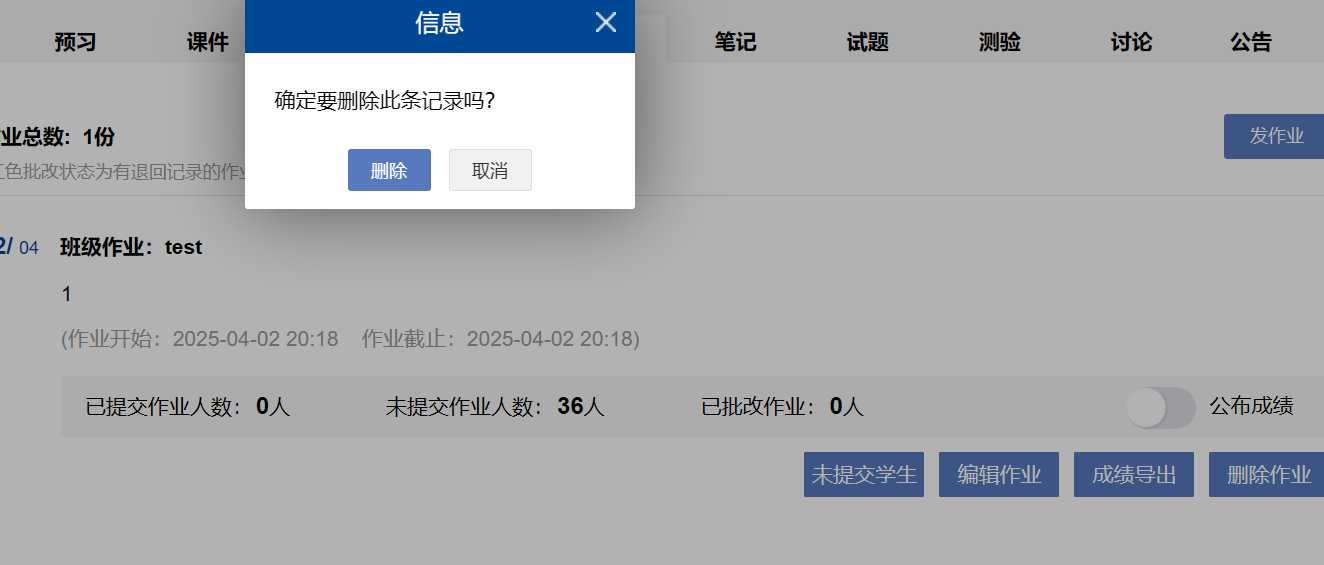 信息
预习 课件 笔记 试题 测验 讨论 公告
确定要删除此条记录吗?
业总数: 1份
发作业
色批改状态为有退回记录的作
删除 取消
2/ 04 班级作业: test
1
(作业开始: 2025-04-02 20:18 作业截止: 2025-04-02 20:18)
已提交作业人数: 0人 未提交作业人数: 36人 已批改作业: 0人 公布成绩
未提交学生 编辑作业 成绩导出 删除作业